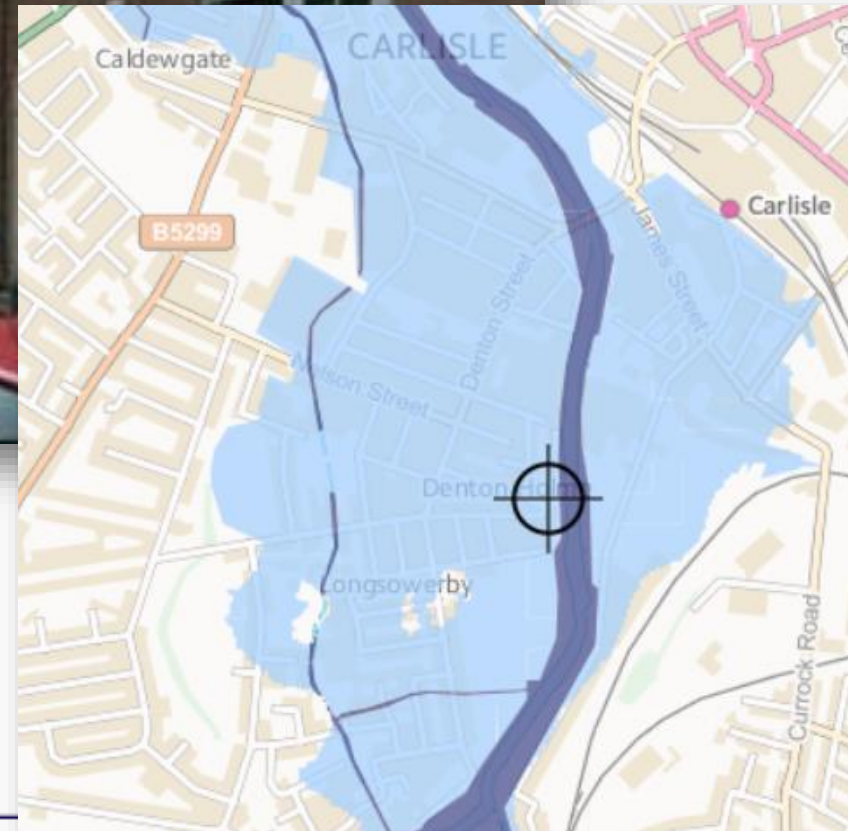 CARLISLE
Caldewgate
B5299
Carlisle
James Street
Denton Street
Nelson Street
Denton Holme
Longsowerby
Currock Road